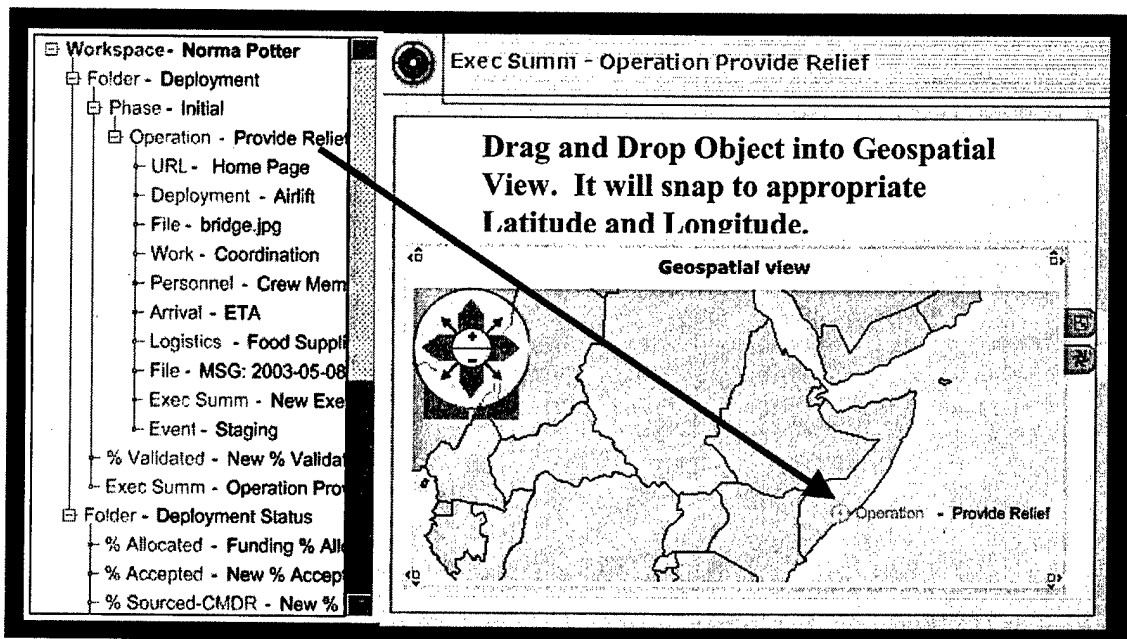 Workspace - Norma Potter
Folder - Deployment
Phase - Initial
Operation - Provide Relief
URL - Home Page
Deployment - Airlift
File - bridge.jpg
Work - Coordination
Personnel - Crew Mem
Arrival - ETA
Logistics - Food Suppli
File - MSG: 2003-05-08
Exec Summ - New Exe
Event - Staging
% Validated - New % Valida
Exec Summ - Operation Pro
Folder - Deployment Status
% Allocated - Funding % All
% Accepted - New % Accep
% Sourced-CMDR - New %
Exec Summ - Operation Provide Relief
Drag and Drop Object into Geospatial
View. It will snap to appropriate
Latitude and Longitude.
Geospatial view
Operation - Provide Relief